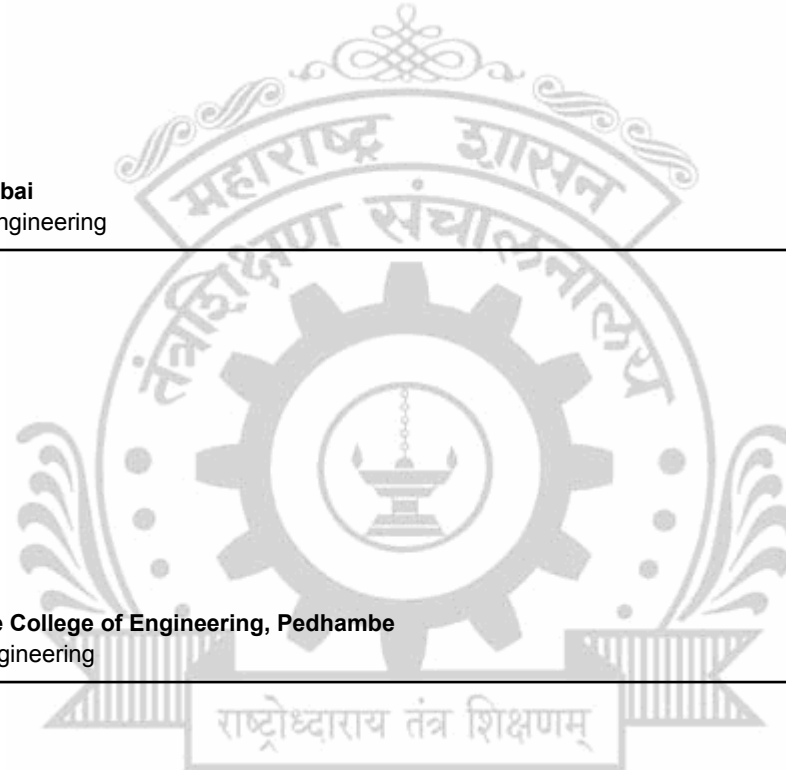 महाराष्ट्र शासन
तंत्रशिक्षण संचालनालय
bai
ngineering
e College of Engineering, Pedhambe
gineering
राष्ट्रोध्दाराय तंत्र शिक्षणम्